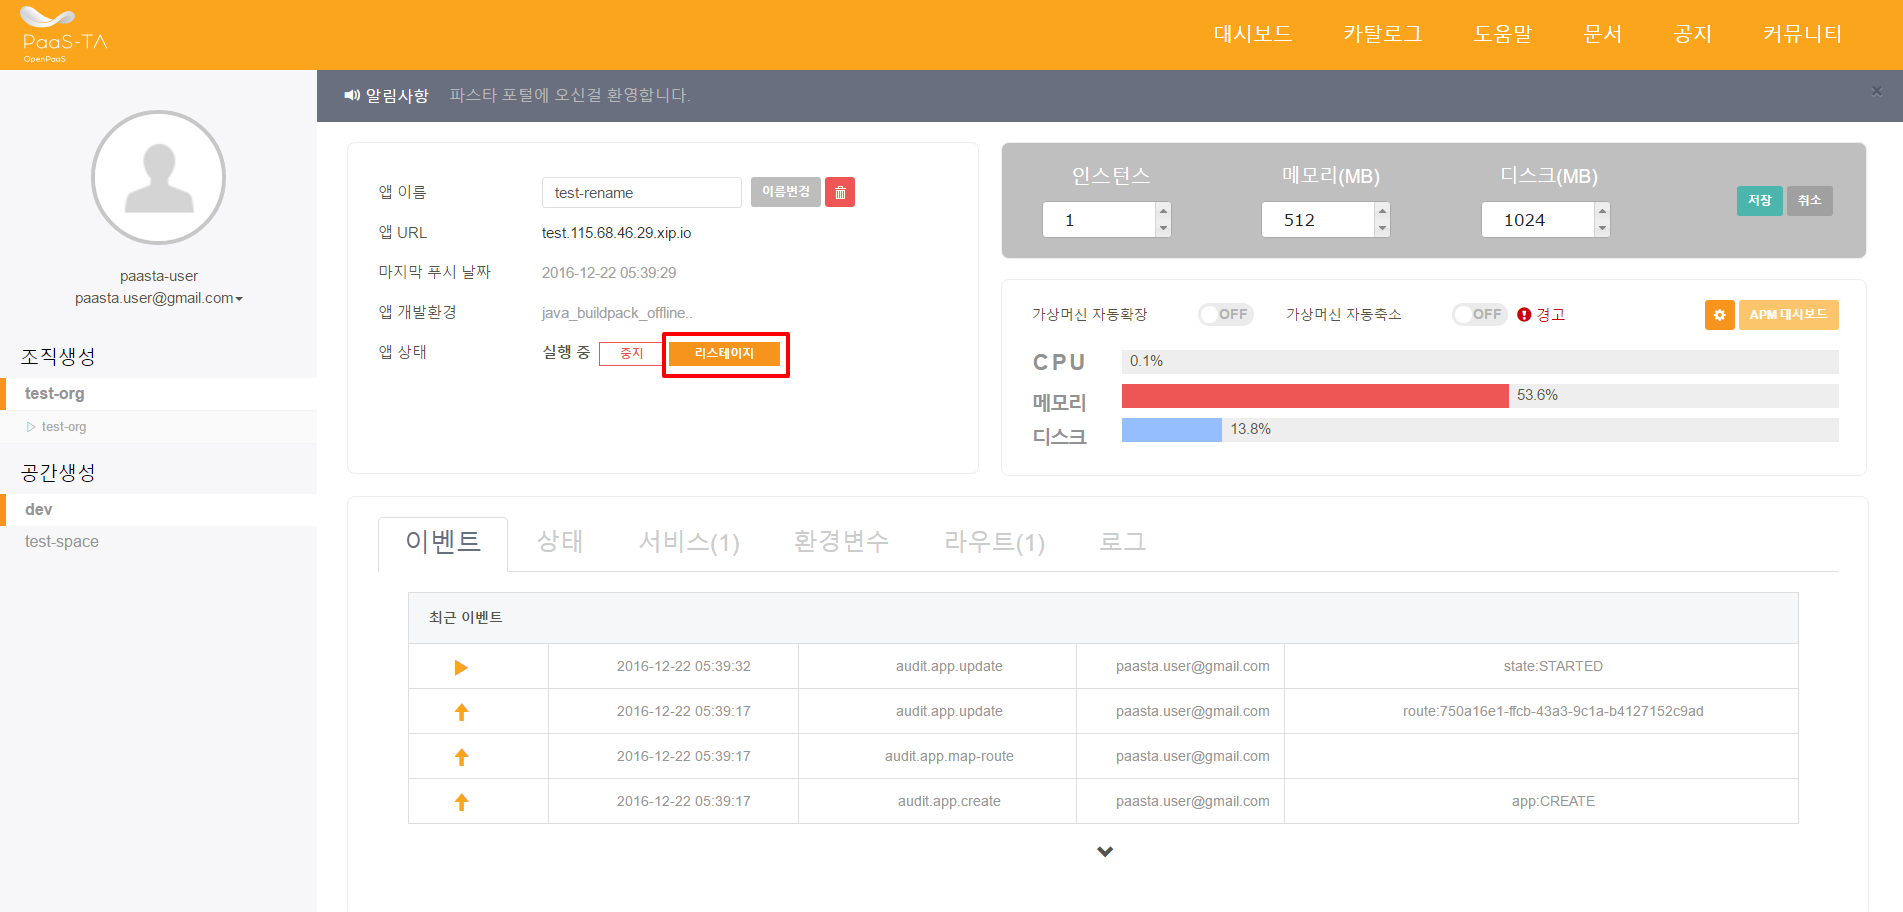 PaaS-TA
OpenPaaS
대시보드 카탈로그 도움말 문서 공지 커뮤니티
알림사항 파스타 포털에 오신걸 환영합니다. ×
paasta-user
paasta.user@gmail.com
조직생성
test-org
test-org
공간생성
dev
test-space
앱 이름 test-rename 이름변경
앱 URL test.115.68.46.29.xip.io
마지막 푸시 날짜 2016-12-22 05:39:29
앱 개발환경 java_buildpack_offline..
앱 상태 실행 중 중지 리스테이지
인스턴스 메모리(MB) 디스크(MB)
1 512 1024 저장 취소
가상머신 자동확장 OFF 가상머신 자동축소 OFF 경고 APM 대시보드
CPU 0.1%
메모리 53.6%
디스크 13.8%
이벤트 상태 서비스(1) 환경변수 라우트(1) 로그
최근 이벤트
2016-12-22 05:39:32 audit.app.update paasta.user@gmail.com state:STARTED
2016-12-22 05:39:17 audit.app.update paasta.user@gmail.com route:750a16e1-ffcb-43a3-9c1a-b4127152c9ad
2016-12-22 05:39:17 audit.app.map-route paasta.user@gmail.com
2016-12-22 05:39:17 audit.app.create paasta.user@gmail.com app:CREATE